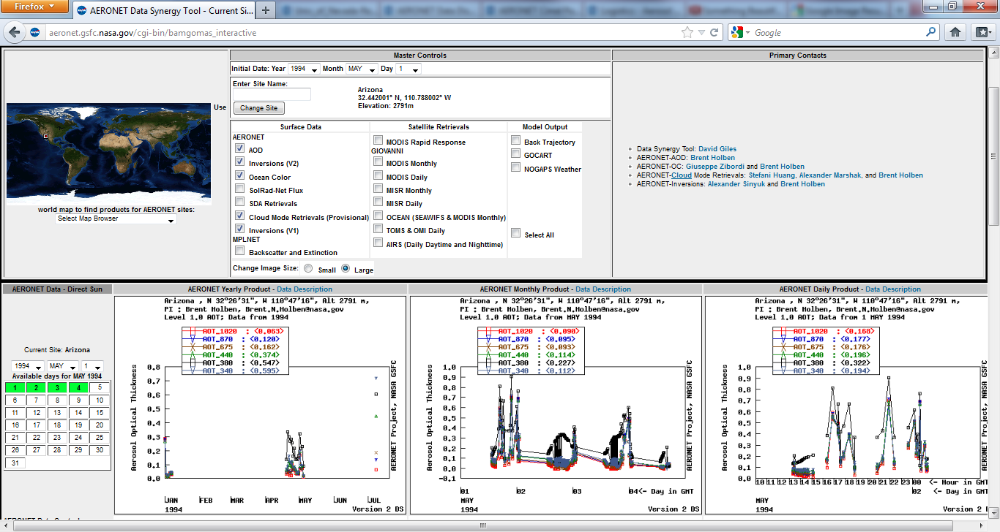 Firefox
AERONET Data Synergy Tool - Current Si...
aeronet.gsfc.nasa.gov/cgi-bin/bamgomas_interactive
Google
Master Controls
Primary Contacts
Initial Date: Year 1994 Month MAY Day 1
Enter Site Name:
Change Site
Arizona
32.442001° N, 110.788002° W
Elevation: 2791m
Use
world map to find products for AERONET sites:
Select Map Browser
Surface Data
AERONET
AOD
Inversions (V2)
Ocean Color
SolRad-Net Flux
SDA Retrievals
Cloud Mode Retrievals (Provisional)
Inversions (V1)
MPLNET
Backscatter and Extinction
Satellite Retrievals
MODIS Rapid Response
GIOVANNI
MODIS Monthly
MODIS Daily
MISR Monthly
MISR Daily
OCEAN (SEAWIFS & MODIS Monthly)
TOMS & OMI Daily
AIRS (Daily Daytime and Nighttime)
Model Output
Back Trajectory
GOCART
NOGAPS Weather
Select All
Change Image Size: Small Large
+ Data Synergy Tool: David Giles
+ AERONET-AOD: Brent Holben
+ AERONET-OC: Giuseppe Zibordi and Brent Holben
+ AERONET-Cloud Mode Retrievals: Stefani Huang, Alexander Marshak, and Brent Holben
+ AERONET-Inversions: Alexander Sinyuk and Brent Holben
AERONET Data - Direct Sun
Current Site: Arizona
1994 MAY 1
Available days for MAY 1994
1 2 3 4 5
6 7 8 9 10
11 12 13 14 15
16 17 18 19 20
21 22 23 24 25
26 27 28 29 30
31
AERONET Yearly Product - Data Description
Arizona , N 32°26'31", W 110°47'16", Alt 2791 m,
PI : Brent Holben, Brent.N.Holben@nasa.gov
Level 1.0 AOT; Data from 1994
AOT_1020 : <0.063>
AOT_870 : <0.120>
AOT_675 : <0.162>
AOT_440 : <0.374>
AOT_380 : <0.547>
AOT_340 : <0.595>
Aerosol Optical Thickness
0.8
0.7
0.6
0.5
0.4
0.3
0.2
0.1
0.0
AERONET Project, NASA GSFC
JAN FEB MAR APR MAY JUN JUL
1994
Version 2 DS
AERONET Monthly Product - Data Description
Arizona , N 32°26'31", W 110°47'16", Alt 2791 m,
PI : Brent Holben, Brent.N.Holben@nasa.gov
Level 1.0 AOT; Data from MAY 1994
AOT_1020 : <0.090>
AOT_870 : <0.095>
AOT_675 : <0.093>
AOT_440 : <0.114>
AOT_380 : <0.227>
AOT_340 : <0.112>
Aerosol Optical Thickness
1.0
0.9
0.8
0.7
0.6
0.5
0.4
0.3
0.2
0.1
0.0
-0.1
AERONET Project, NASA GSFC
01 02 03 04<- Day in GMT
MAY
1994
Version 2 DS
AERONET Daily Product - Data Description
Arizona , N 32°26'31", W 110°47'16", Alt 2791 m,
PI : Brent Holben, Brent.N.Holben@nasa.gov
Level 1.0 AOT; Data from 1 MAY 1994
AOT_1020 : <0.168>
AOT_870 : <0.177>
AOT_675 : <0.176>
AOT_440 : <0.196>
AOT_380 : <0.322>
AOT_340 : <0.194>
Aerosol Optical Thickness
1.0
0.9
0.8
0.7
0.6
0.5
0.4
0.3
0.2
0.1
0.0
AERONET Project, NASA GSFC
10 11 12 13 14 15 16 17 18 19 20 21 22 23 00 <- Hour in GM
02 <- Day in GMT
MAY
1994
Version 2